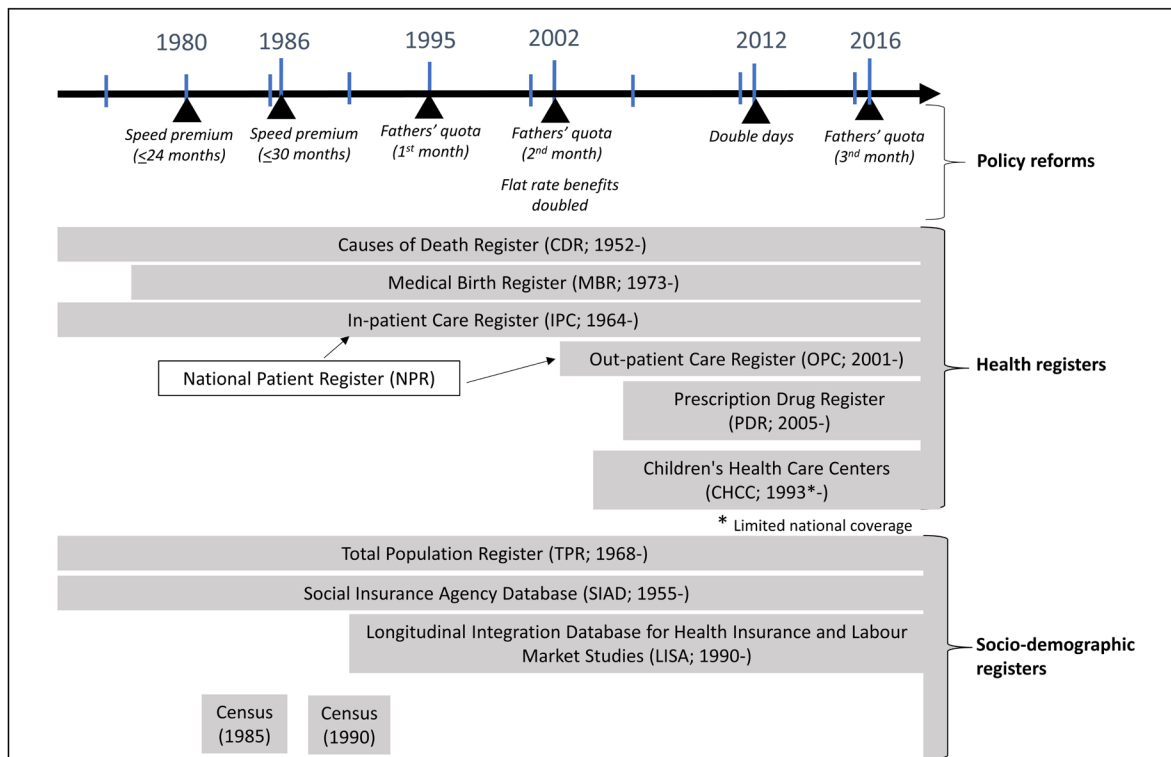 1980 1986 1995 2002 2012 2016
Speed premium
(≤24 months)
Speed premium
(≤30 months)
Fathers' quota
(1st month)
Fathers' quota
(2nd month)
Flat rate benefits
doubled
Double days
Fathers' quota
(3nd month)
Policy reforms
Causes of Death Register (CDR; 1952-)
Medical Birth Register (MBR; 1973-)
In-patient Care Register (IPC; 1964-)
National Patient Register (NPR)
Out-patient Care Register (OPC; 2001-)
Prescription Drug Register
(PDR; 2005-)
Children's Health Care Centers
(CHCC; 1993*-)
* Limited national coverage
Health registers
Total Population Register (TPR; 1968-)
Social Insurance Agency Database (SIAD; 1955-)
Longitudinal Integration Database for Health Insurance and Labour
Market Studies (LISA; 1990-)
Census
(1985)
Census
(1990)
Socio-demographic
registers